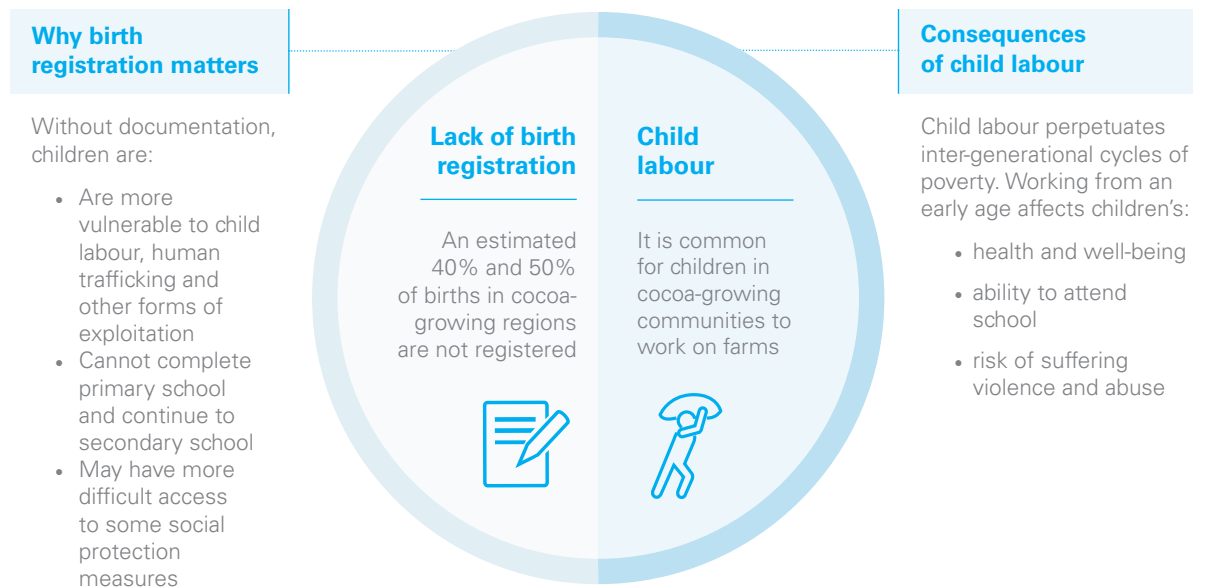 Why birth
registration matters
Without documentation,
children are:
• Are more
vulnerable to child
labour, human
trafficking and
other forms of
exploitation
• Cannot complete
primary school
and continue to
secondary school
• May have more
difficult access
to some social
protection
measures
Lack of birth
registration
An estimated
40% and 50%
of births in cocoa-
growing regions
are not registered
Child
labour
It is common
for children in
cocoa-growing
communities to
work on farms
Consequences
of child labour
Child labour perpetuates
inter-generational cycles of
poverty. Working from an
early age affects children's:
• health and well-being
• ability to attend
school
• risk of suffering
violence and abuse